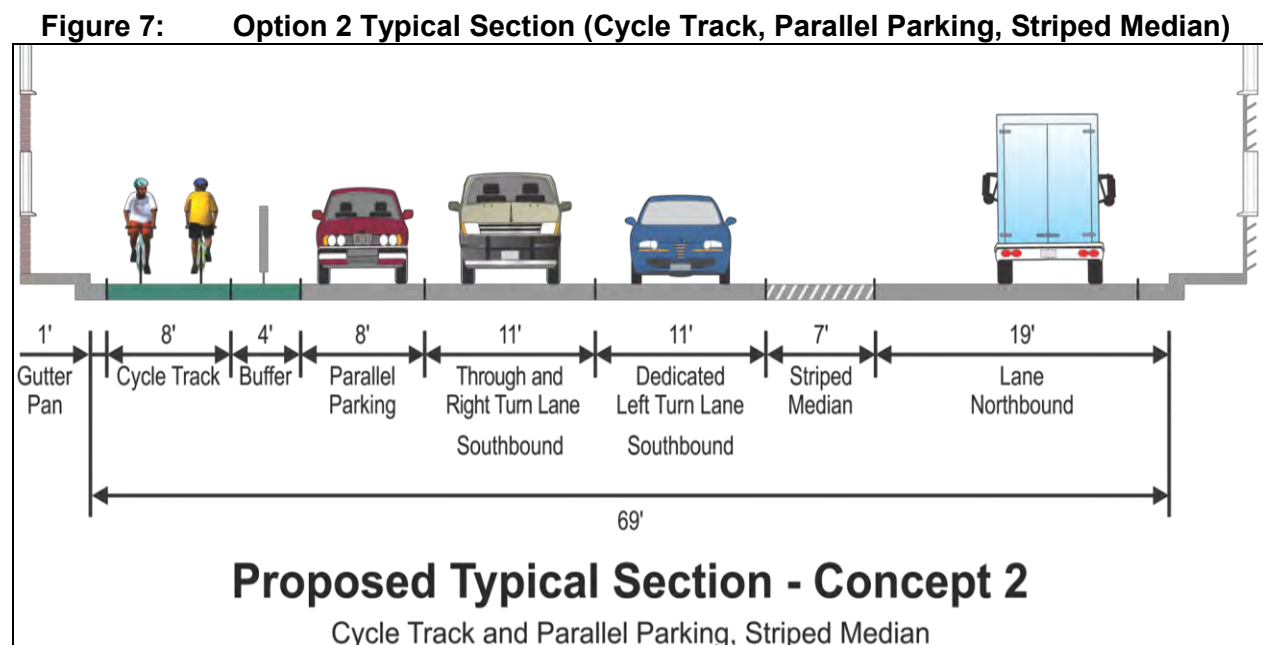 Figure 7: Option 2 Typical Section (Cycle Track, Parallel Parking, Striped Median)
1' 8' 4' 8' 11' 11' 7' 19'
Gutter Pan
Cycle Track
Buffer
Parallel Parking
Through and Right Turn Lane
Southbound
Dedicated Left Turn Lane
Southbound
Striped Median
Lane Northbound
69'
Proposed Typical Section - Concept 2
Cycle Track and Parallel Parking, Striped Median